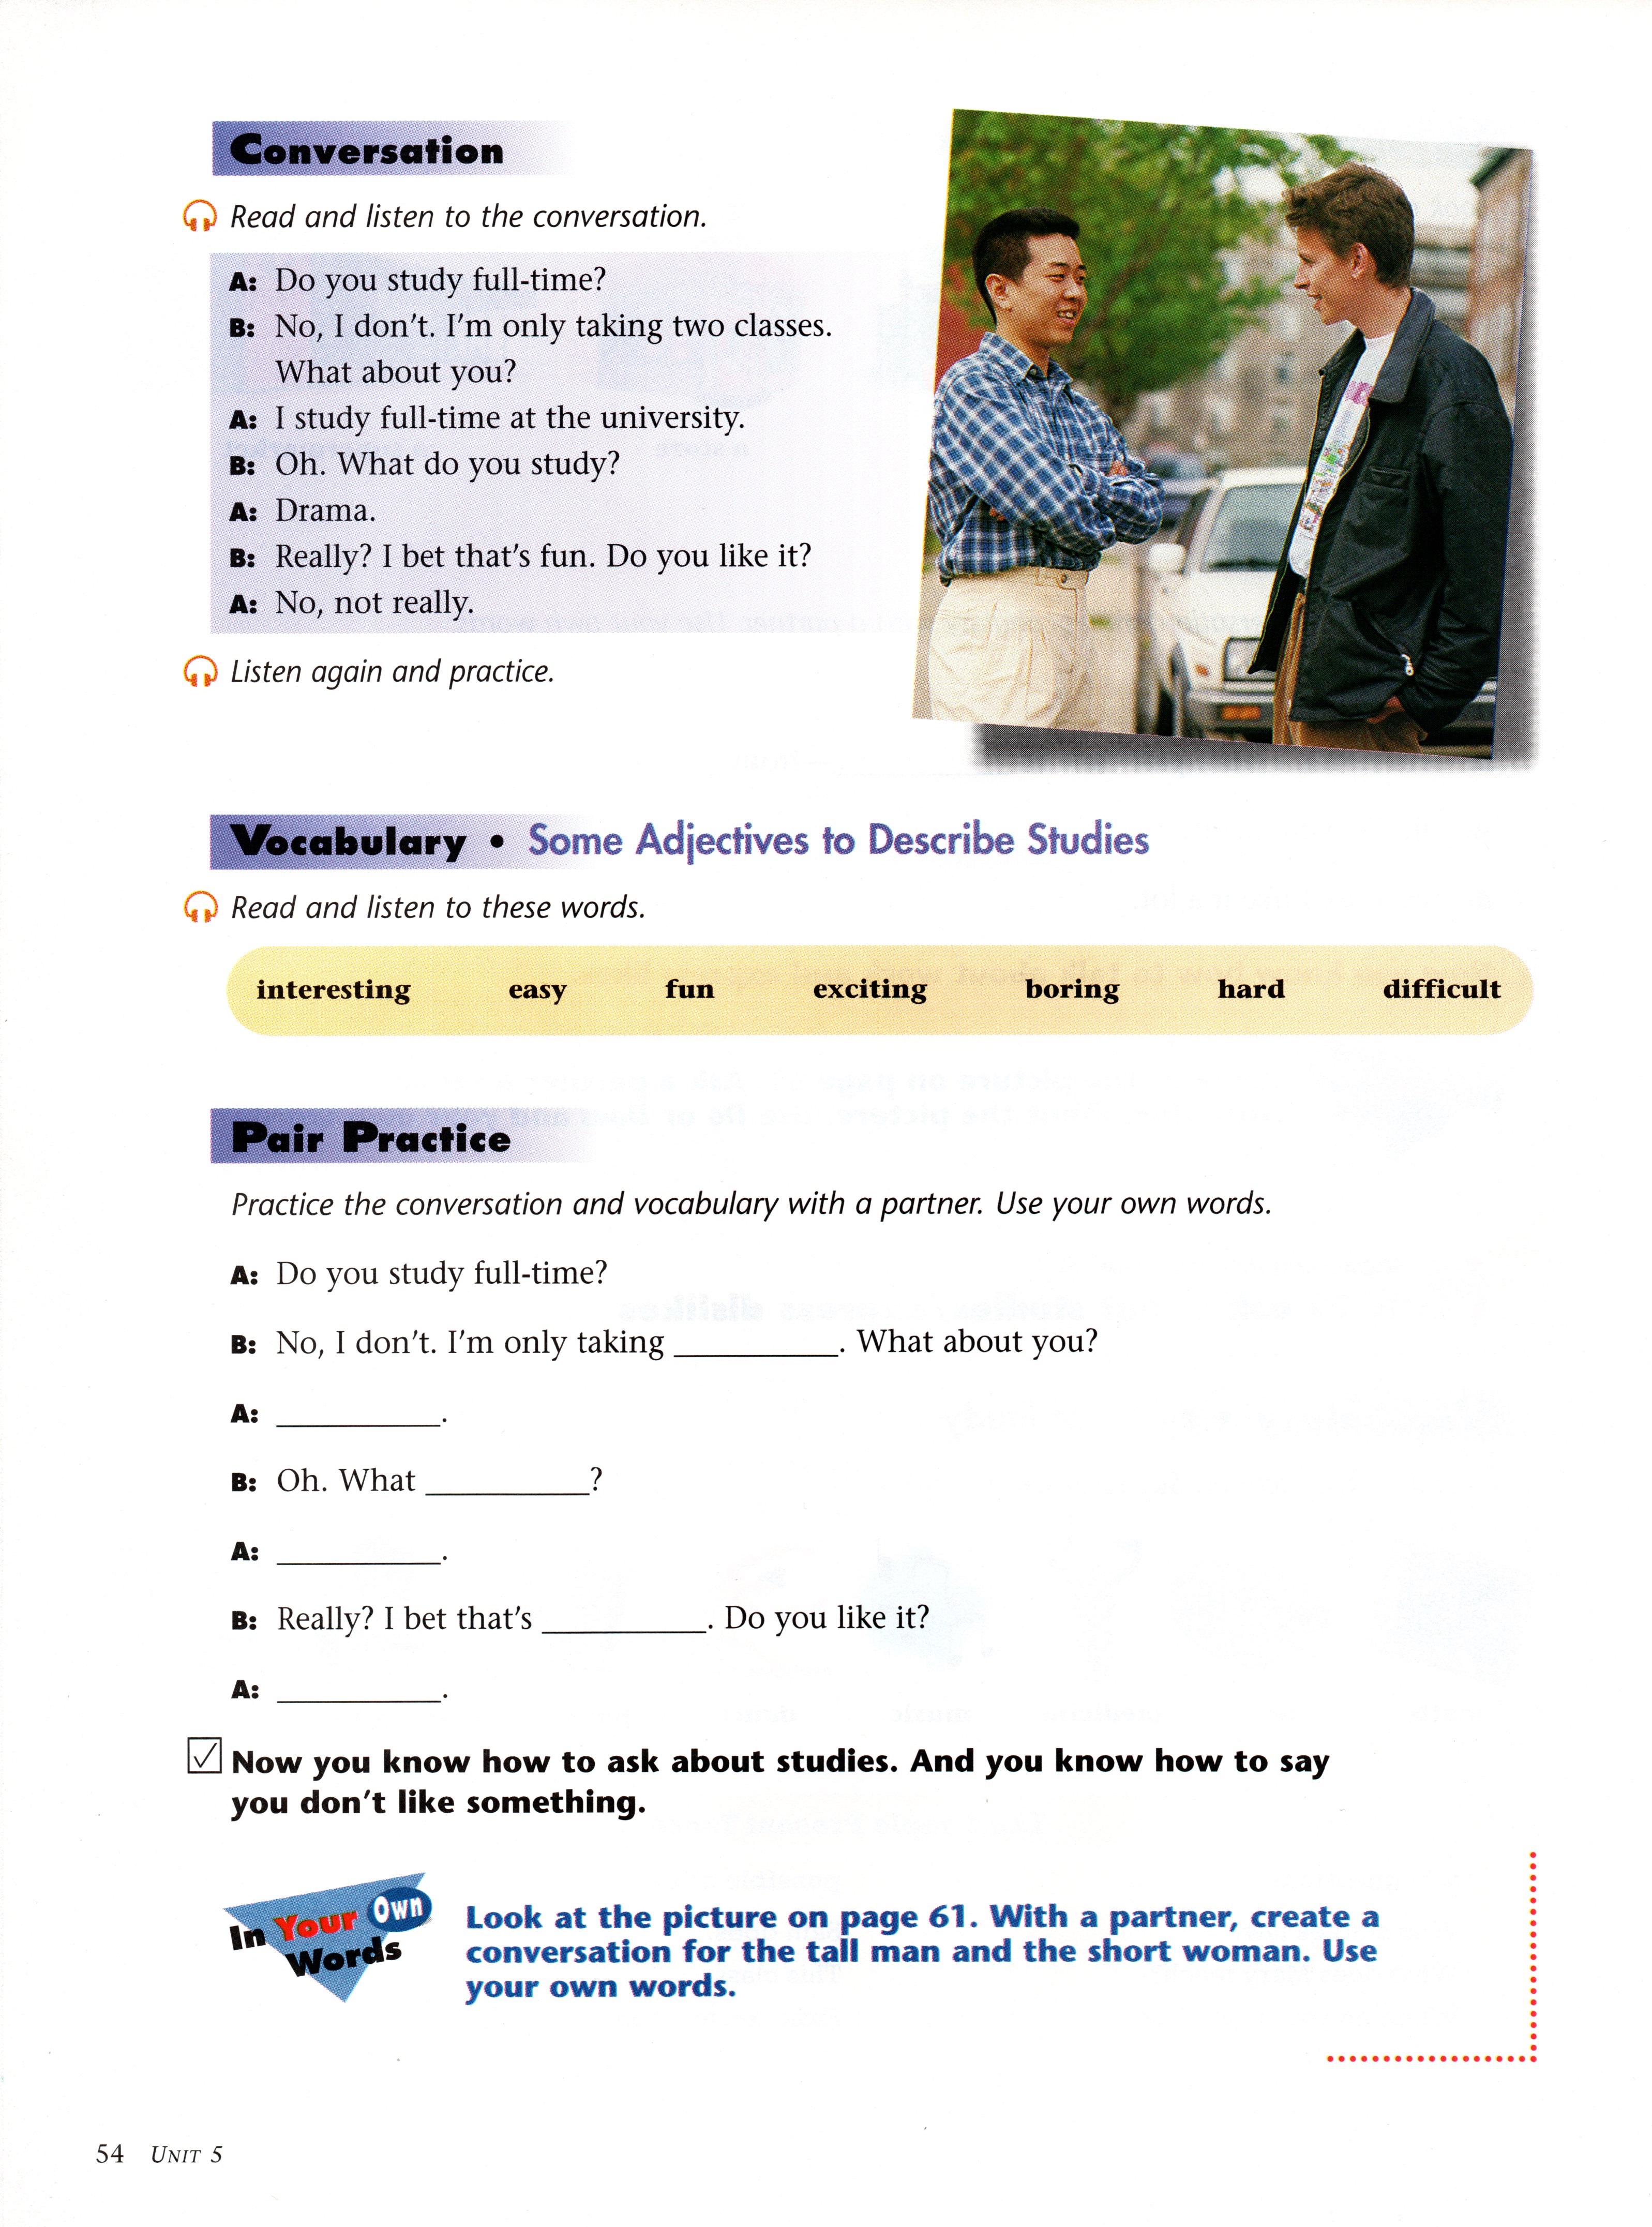 Conversation
Read and listen to the conversation.
A: Do you study full-time?
B: No, I don't. I'm only taking two classes.
What about you?
A: I study full-time at the university.
B: Oh. What do you study?
A: Drama.
B: Really? I bet that's fun. Do you like it?
A: No, not really.
Listen again and practice.
Vocabulary • Some Adjectives to Describe Studies
Read and listen to these words.
interesting easy fun exciting boring hard difficult
Pair Practice
Practice the conversation and vocabulary with a partner. Use your own words.
A: Do you study full-time?
B: No, I don't. I'm only taking __________. What about you?
A: __________.
B: Oh. What __________?
A: __________.
B: Really? I bet that's __________. Do you like it?
A: __________.
Now you know how to ask about studies. And you know how to say
you don't like something.
In Your Own
Words
Look at the picture on page 61. With a partner, create a
conversation for the tall man and the short woman. Use
your own words.
54 UNIT 5